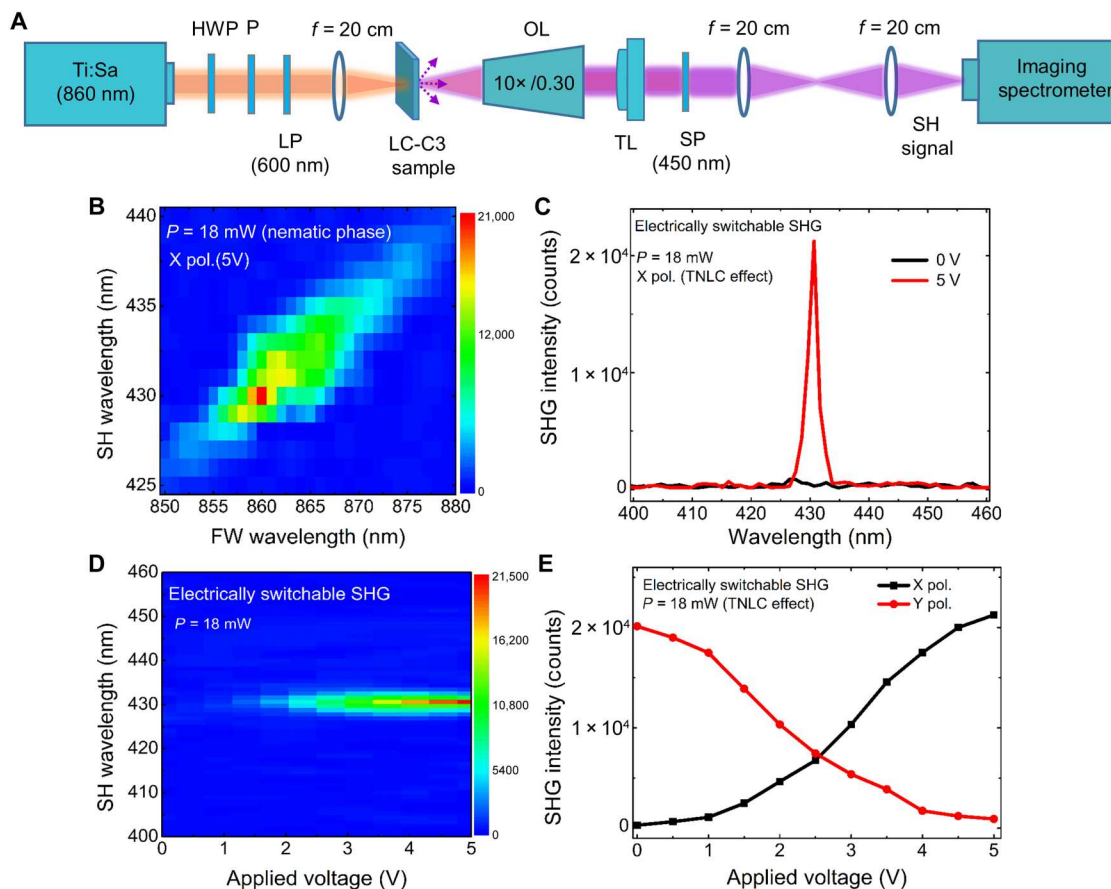 A
HWP
P
f = 20 cm
OL
f = 20 cm
f = 20 cm
Ti:Sa
(860 nm)
10× /0.30
Imaging
spectrometer
LP
(600 nm)
LC-C3
sample
TL
SP
(450 nm)
SH
signal
B
P = 18 mW (nematic phase)
X pol.(5V)
SH wavelength (nm)
440
435
430
425
850 855 860 865 870 875 880
FW wavelength (nm)
21,000
12,000
0
C
Electrically switchable SHG
P = 18 mW
X pol. (TNLC effect)
0 V
5 V
SHG intensity (counts)
2 × 10⁴
1 × 10⁴
0
400 410 420 430 440 450 460
Wavelength (nm)
D
Electrically switchable SHG
P = 18 mW
SH wavelength (nm)
460
450
440
430
420
410
400
0 1 2 3 4 5
Applied voltage (V)
21,500
16,200
10,800
5400
0
E
Electrically switchable SHG
P = 18 mW (TNLC effect)
X pol.
Y pol.
SHG intensity (counts)
2 × 10⁴
1 × 10⁴
0
0 1 2 3 4 5
Applied voltage (V)